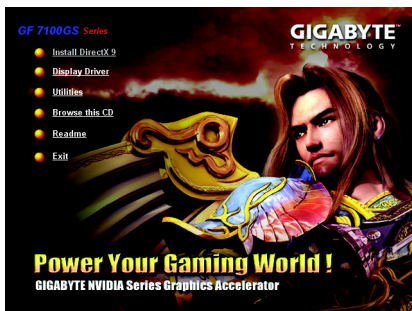 GF 7100GS Series
GIGABYTE™
TECHNOLOGY
Install DirectX 9
Display Driver
Utilities
Browse this CD
Readme
Exit
Power Your Gaming World !
GIGABYTE NVIDIA Series Graphics Accelerator